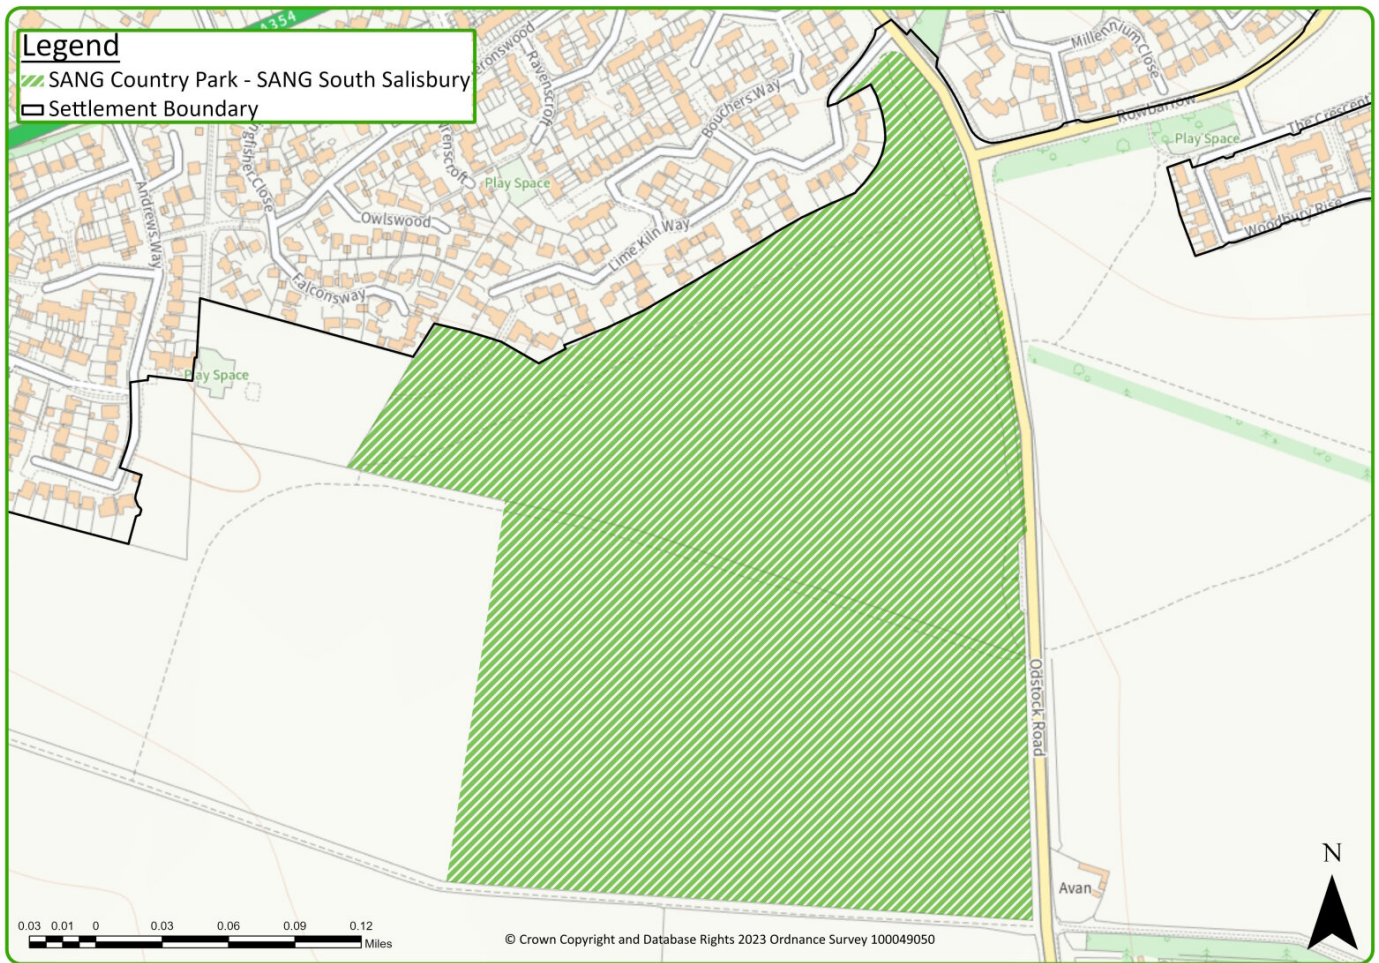 Legend
SANG Country Park - SANG South Salisbury
Settlement Boundary
Ravenscroft
Bouchers Way
Millennium Close
Rowbarrow
The Crescent
Play Space
Play Space
Andrews Way
Owlswood
Lime Kiln Way
Woodbury Rise
Falconsway
Play Space
Odstock Road
Avan
N
0.03 0.01 0 0.03 0.06 0.09 0.12
Miles
© Crown Copyright and Database Rights 2023 Ordnance Survey 100049050